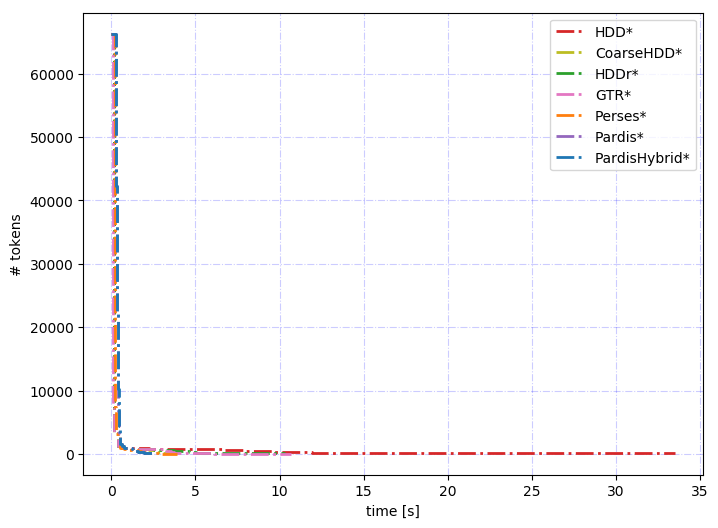 HDD*
CoarseHDD*
HDDr*
GTR*
Perses*
Pardis*
PardisHybrid*
# tokens
60000
50000
40000
30000
20000
10000
0
0 5 10 15 20 25 30 35
time [s]